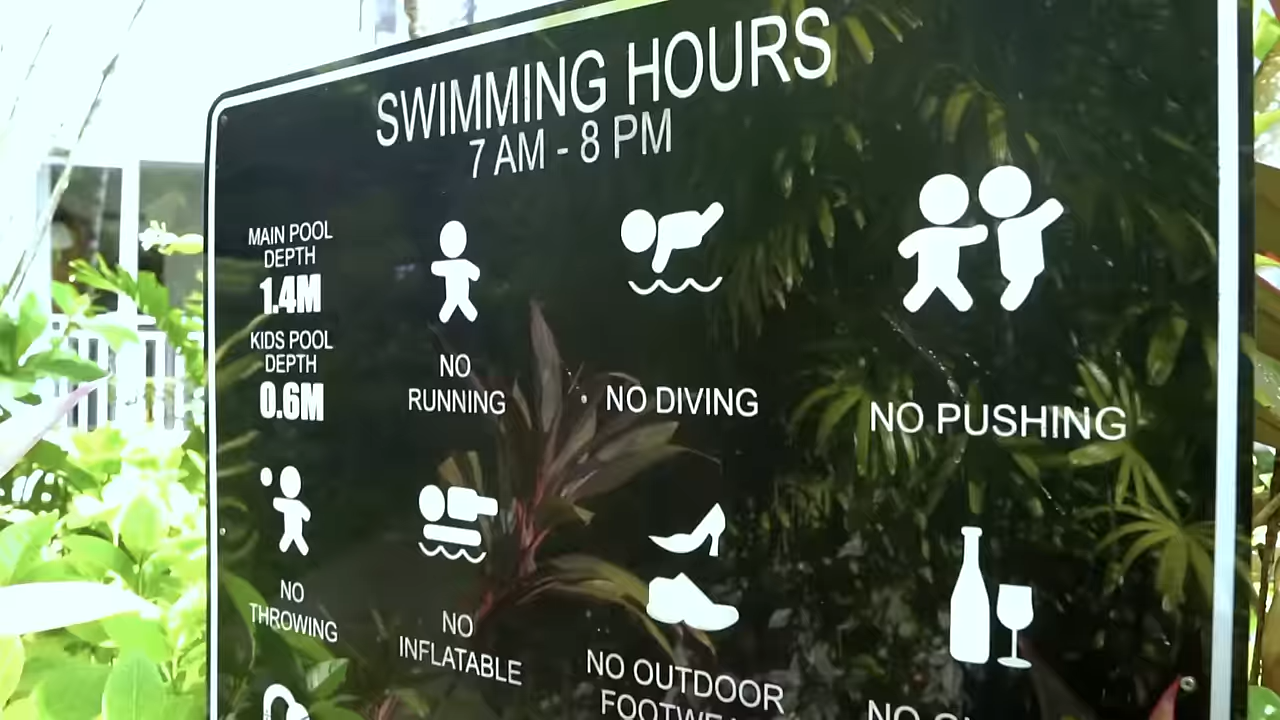 SWIMMING HOURS
7 AM - 8 PM
MAIN POOL
DEPTH
1.4M
KIDS POOL
DEPTH
0.6M
NO
RUNNING
NO DIVING
NO PUSHING
NO
THROWING
NO
INFLATABLE
NO OUTDOOR
NO